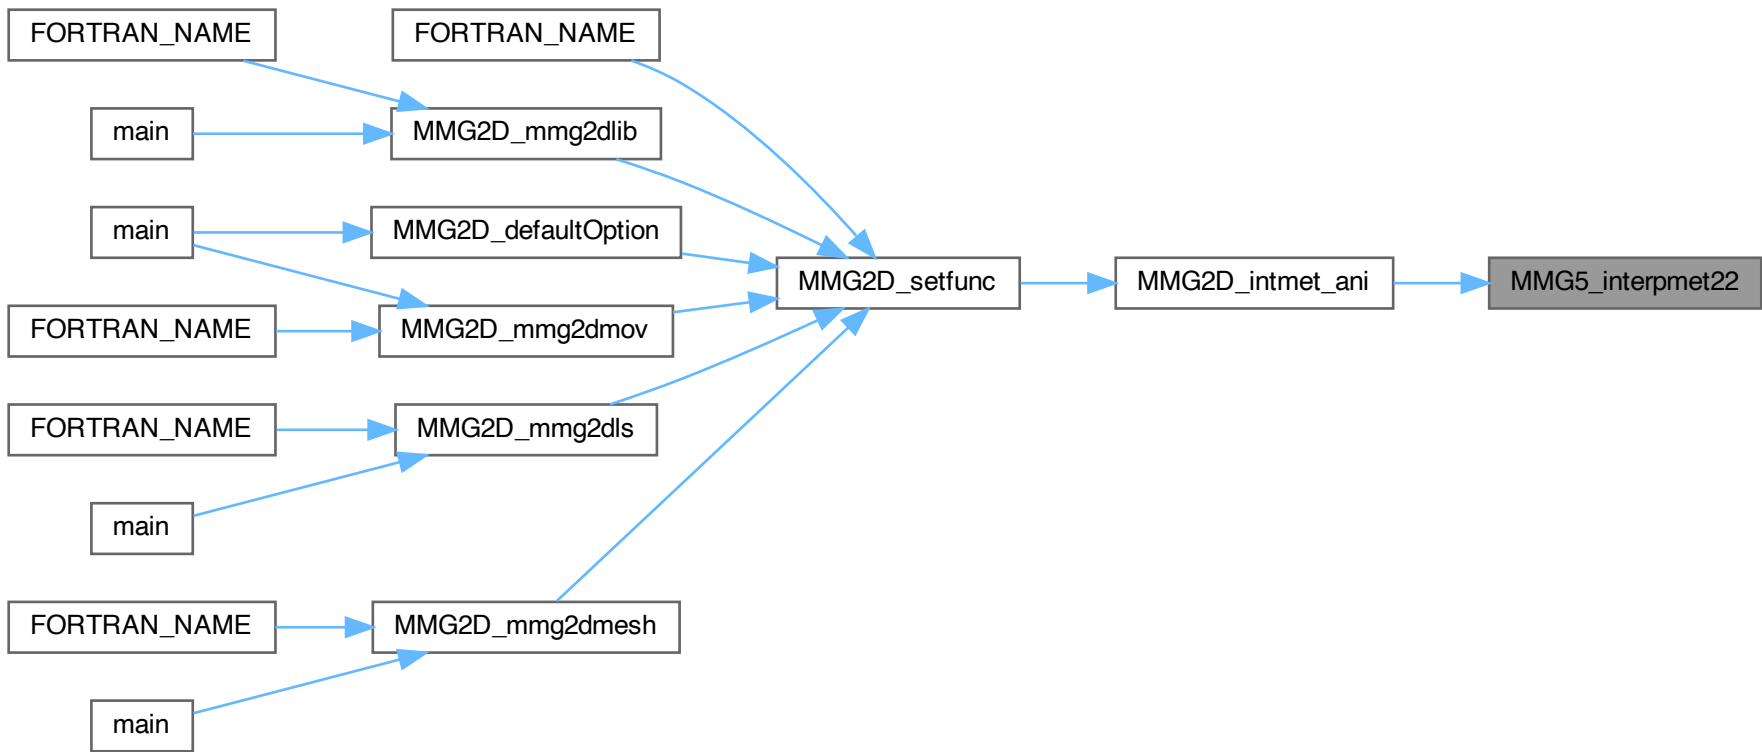 FORTRAN_NAME
FORTRAN_NAME
main
MMG2D_mmg2dlib
main
MMG2D_defaultOption
MMG2D_setfunc
MMG2D_intmet_ani
MMG5_interpmet22
FORTRAN_NAME
MMG2D_mmg2dmov
FORTRAN_NAME
MMG2D_mmg2dls
main
FORTRAN_NAME
MMG2D_mmg2dmesh
main